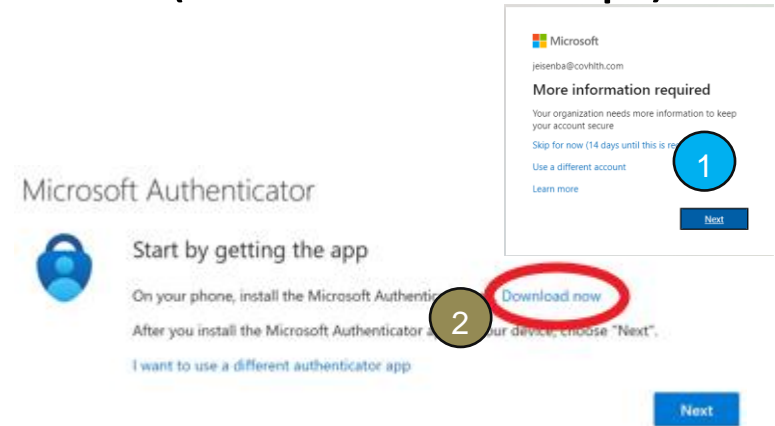 Microsoft
jeisenba@covhlth.com
More information required
Your organization needs more information to keep
your account secure
Skip for now (14 days until this is
1
Use a different account
Learn more
Next
Microsoft Authenticator
Start by getting the app
On your phone, install the Microsoft Download now
2
After you install the Microsoft Authenticator device, choose "Next".
I want to use a different authenticator app
Next